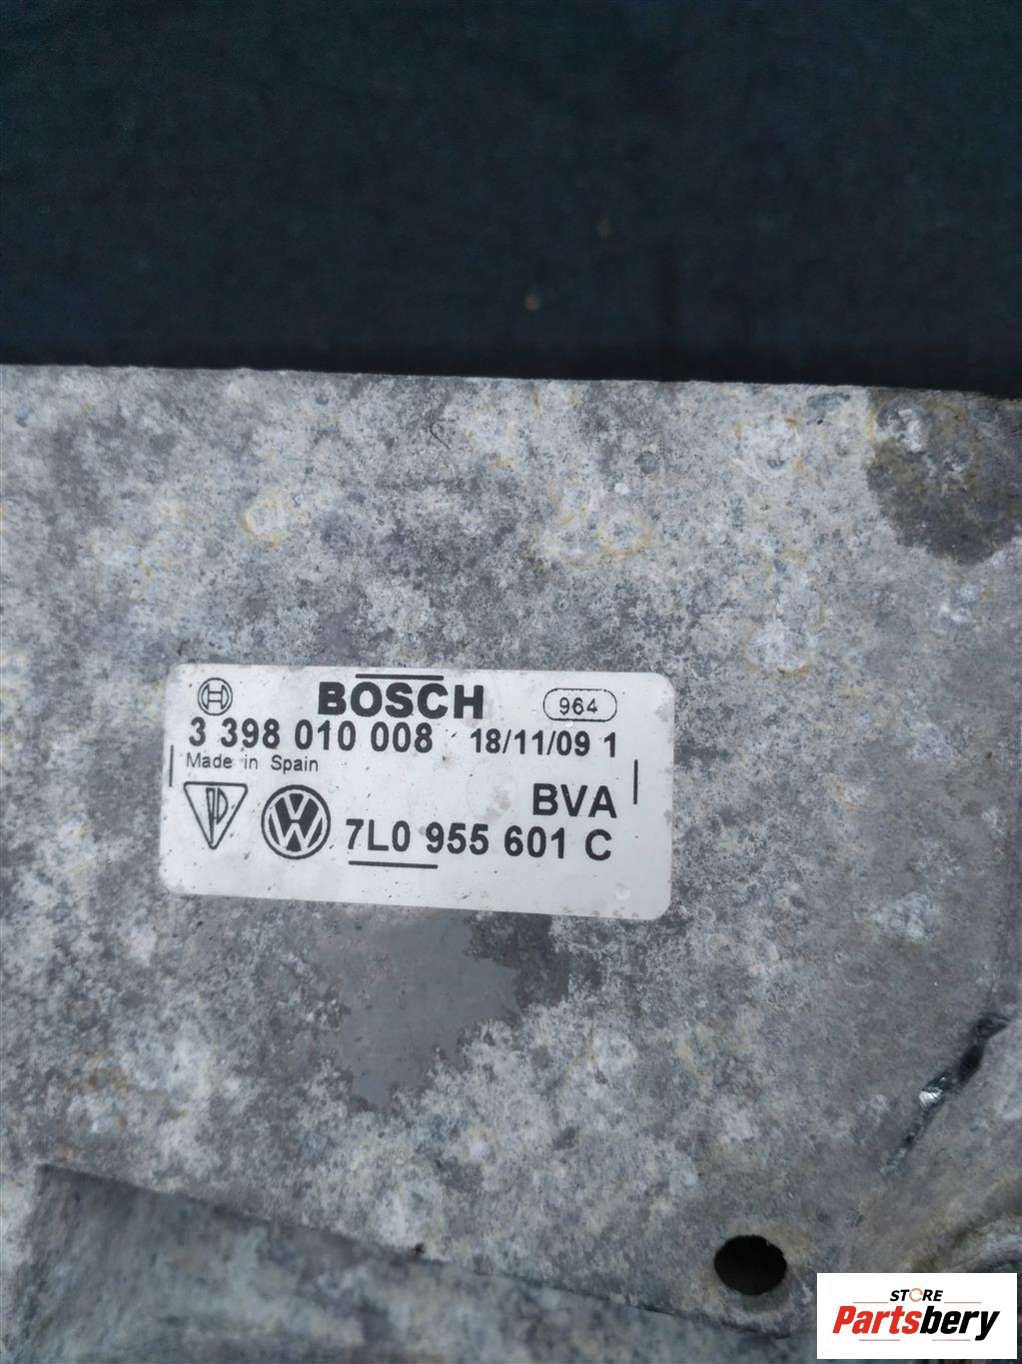 BOSCH 964
3 398 010 008 18/11/09 1
Made in Spain
BVA
7L0 955 601 C
STORE
Partsbery